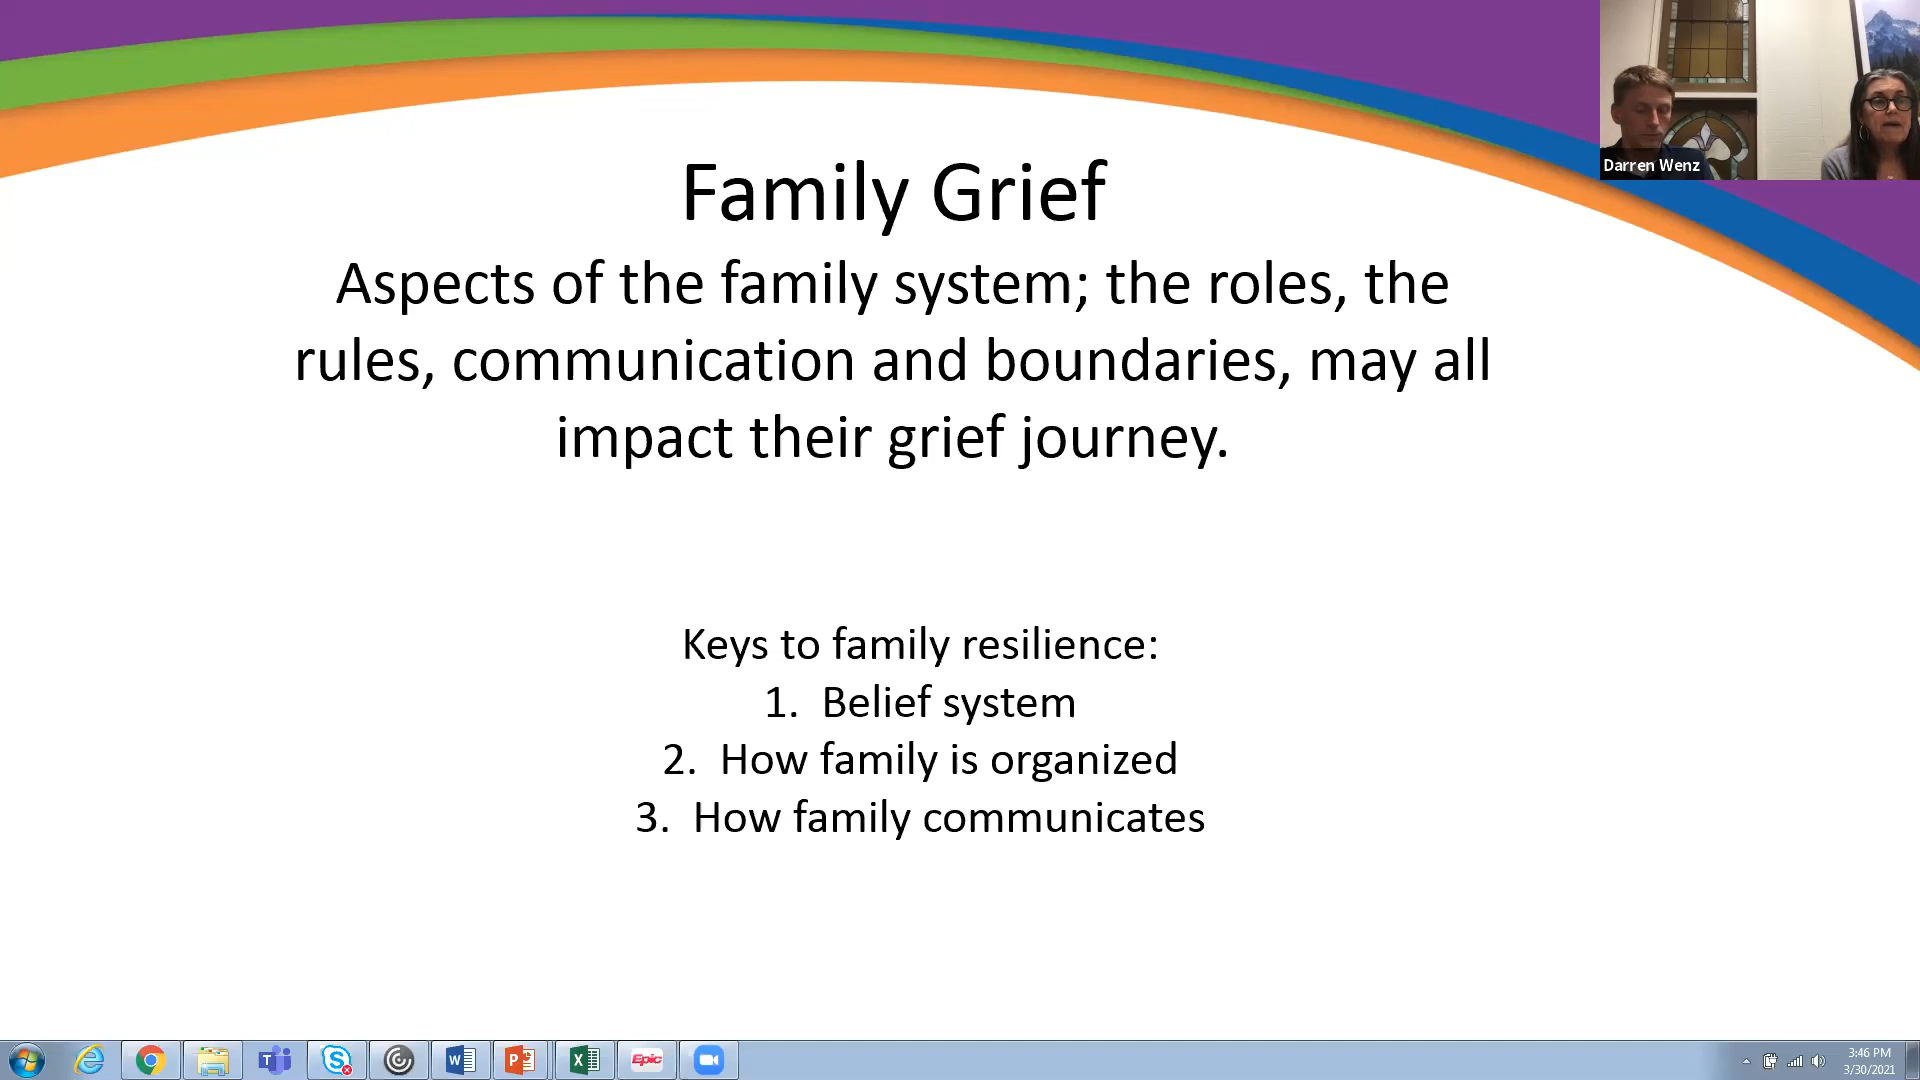 Darren Wenz
Family Grief
Aspects of the family system; the roles, the
rules, communication and boundaries, may all
impact their grief journey.
Keys to family resilience:
1. Belief system
2. How family is organized
3. How family communicates
Epic
3:46 PM
3/30/2021